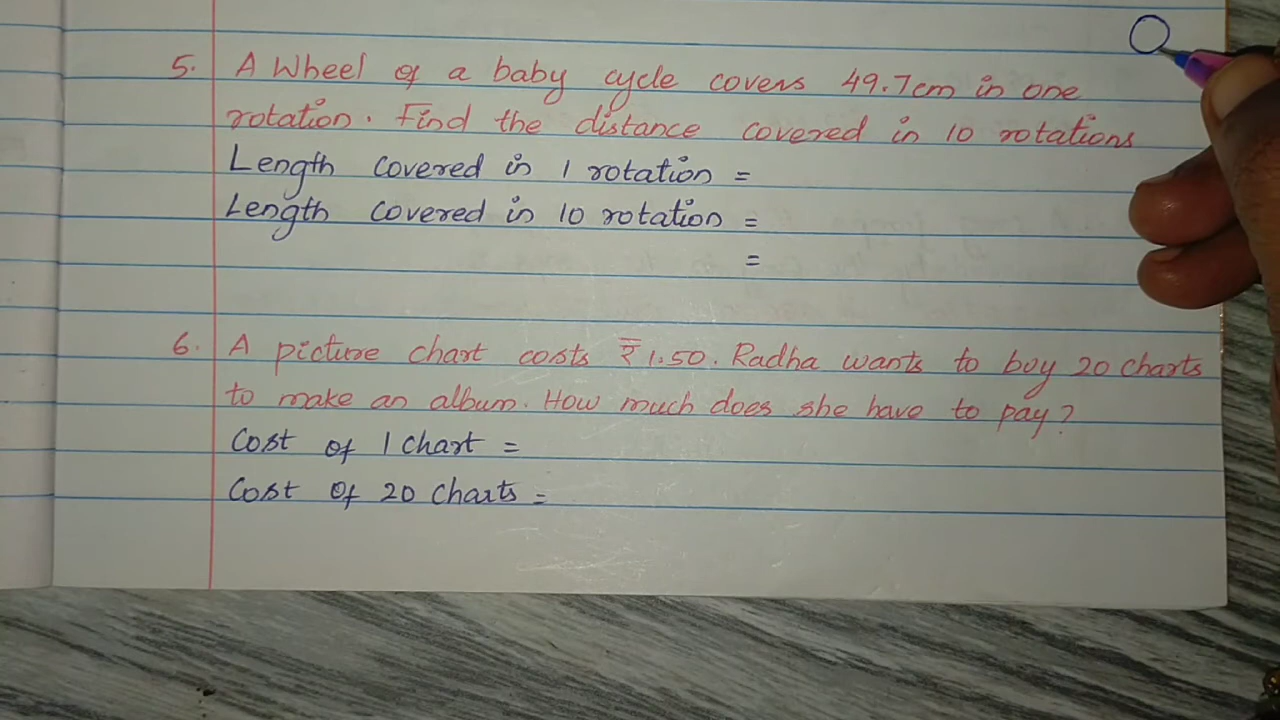 5. A Wheel of a baby cycle covers 49.7cm in one
rotation. Find the distance covered in 10 rotations
Length covered in 1 rotation =
Length covered in 10 rotation =
=
6. A picture chart costs ₹1.50. Radha wants to boy 20 charts
to make an album. How much does she have to pay?
Cost of 1 chart =
Cost of 20 charts =